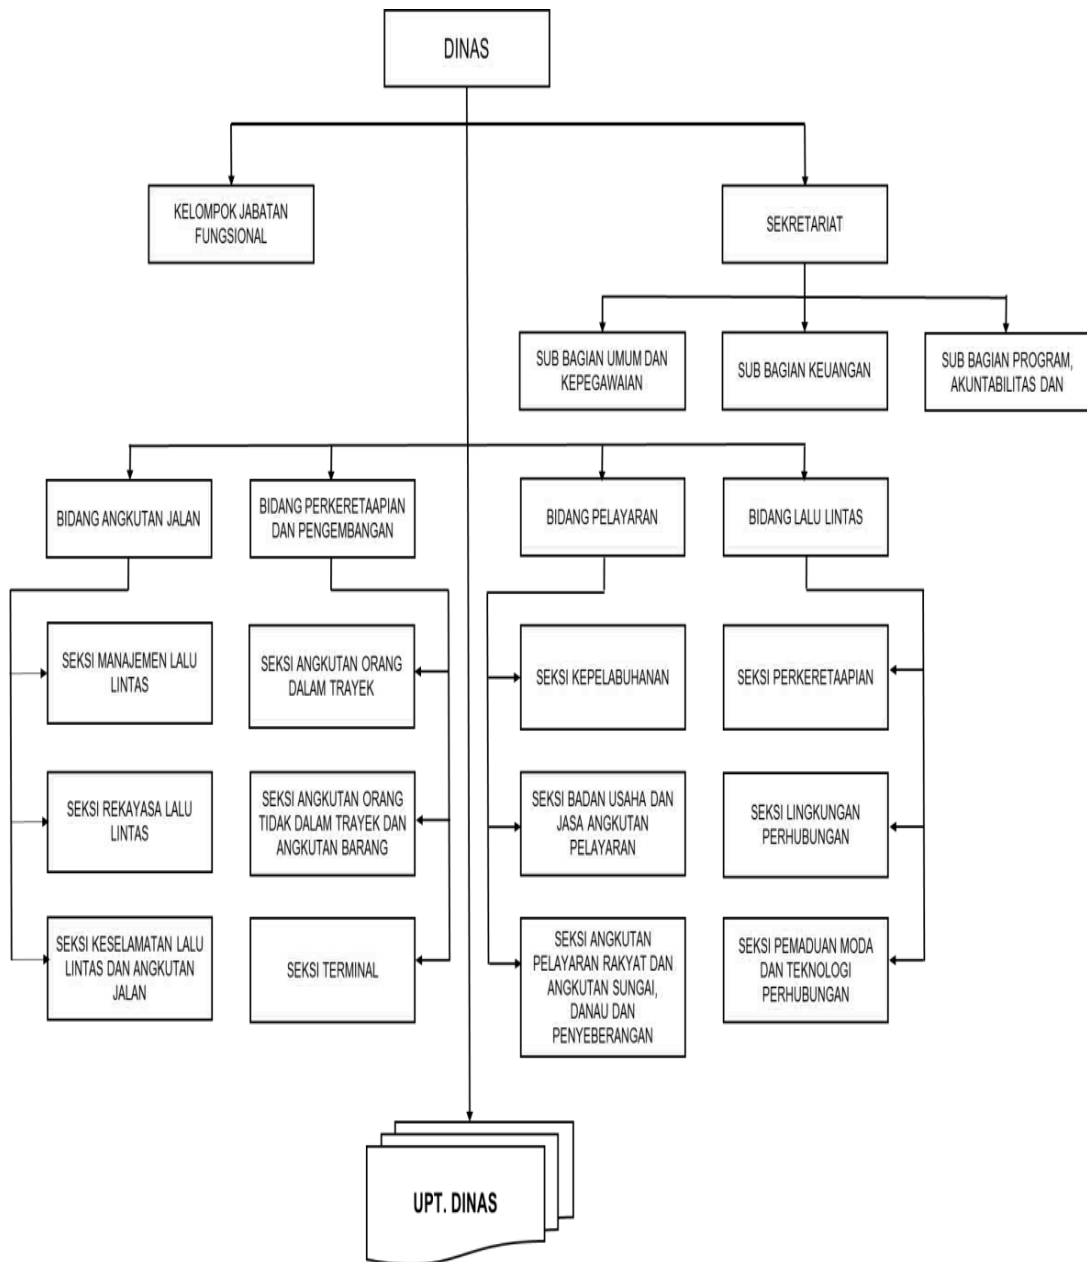 DINAS
KELOMPOK JABATAN
FUNGSIONAL
SEKRETARIAT
SUB BAGIAN UMUM DAN
KEPEGAWAIAN
SUB BAGIAN KEUANGAN
SUB BAGIAN PROGRAM,
AKUNTABILITAS DAN
BIDANG ANGKUTAN JALAN
BIDANG PERKERETAAPIAN
DAN PENGEMBANGAN
BIDANG PELAYARAN
BIDANG LALU LINTAS
SEKSI MANAJEMEN LALU
LINTAS
SEKSI ANGKUTAN ORANG
DALAM TRAYEK
SEKSI KEPELABUHANAN
SEKSI PERKERETAAPIAN
SEKSI REKAYASA LALU
LINTAS
SEKSI ANGKUTAN ORANG
TIDAK DALAM TRAYEK DAN
ANGKUTAN BARANG
SEKSI BADAN USAHA DAN
JASA ANGKUTAN
PELAYARAN
SEKSI LINGKUNGAN
PERHUBUNGAN
SEKSI KESELAMATAN LALU
LINTAS DAN ANGKUTAN
JALAN
SEKSI TERMINAL
SEKSI ANGKUTAN
PELAYARAN RAKYAT DAN
ANGKUTAN SUNGAI,
DANAU DAN
PENYEBERANGAN
SEKSI PEMADUAN MODA
DAN TEKNOLOGI
PERHUBUNGAN
UPT. DINAS